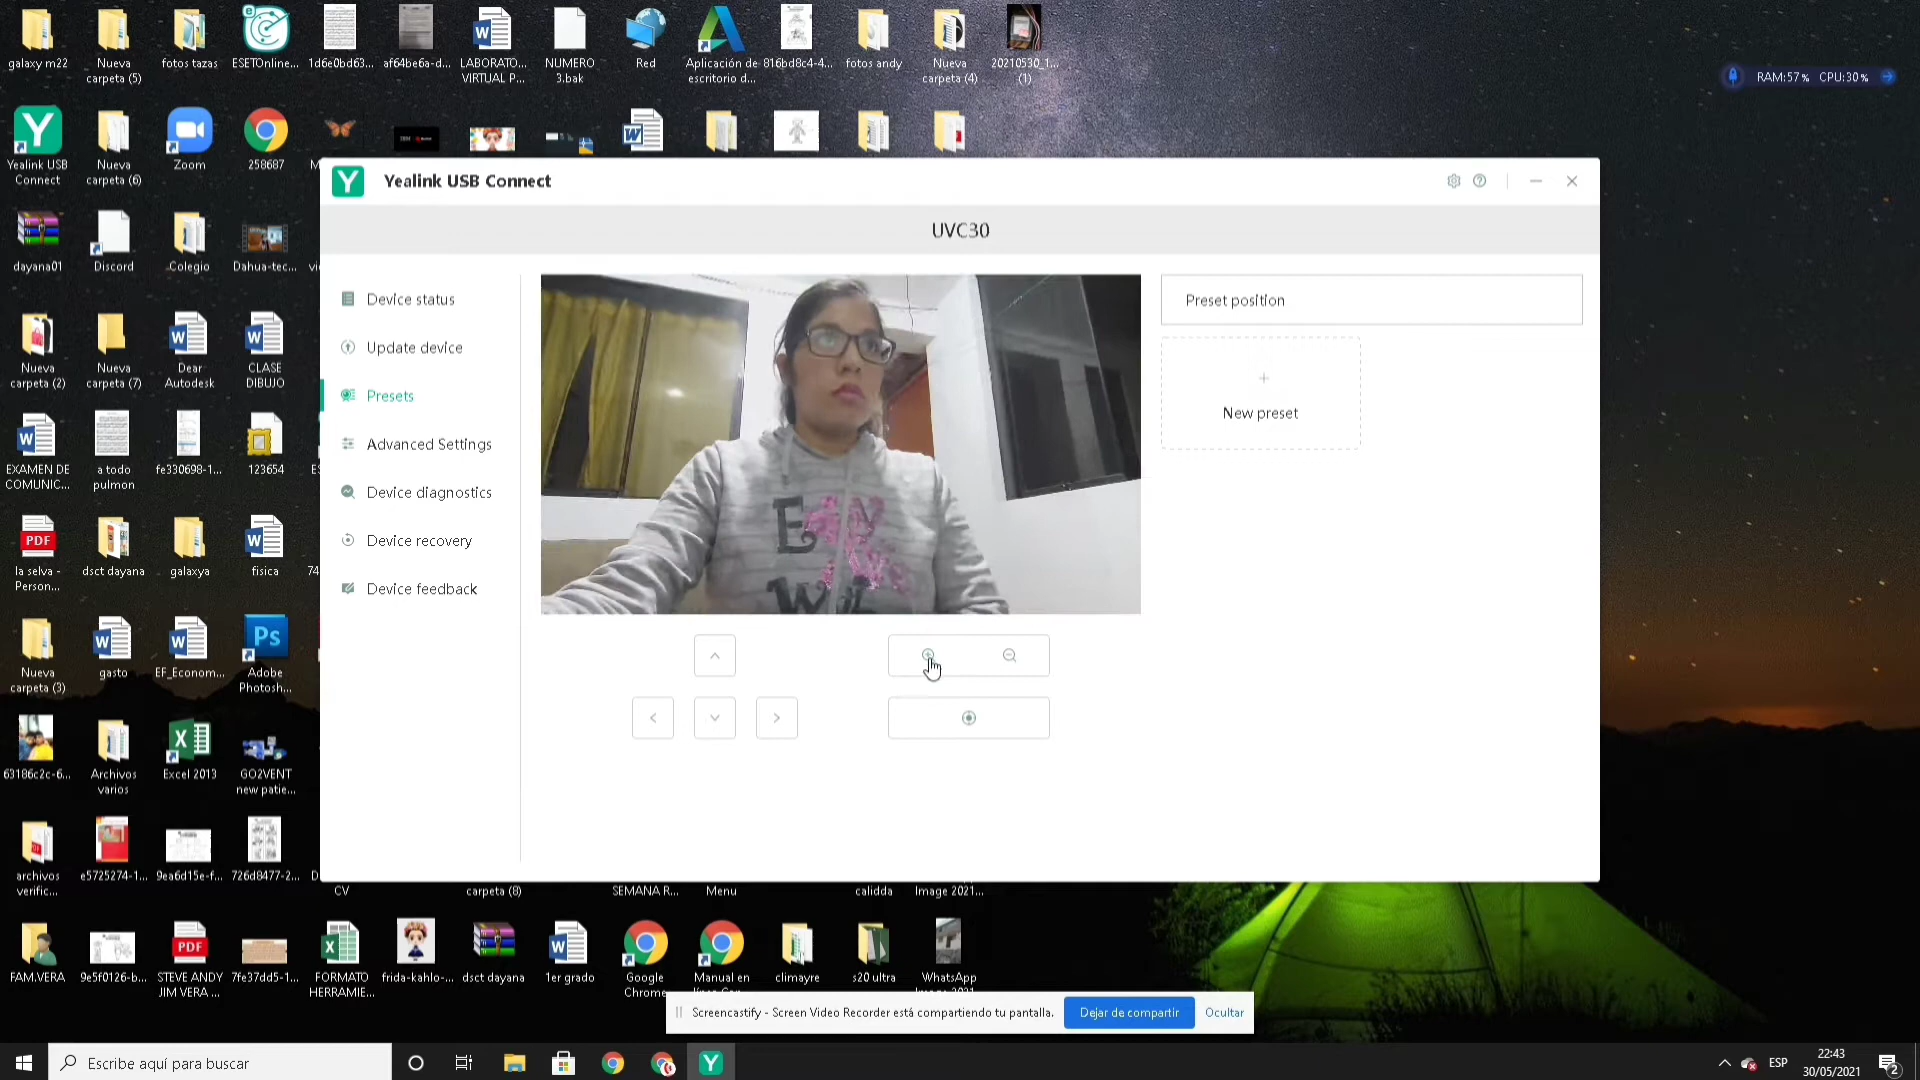 galaxy m22
Nueva
carpeta (5)
fotos tazas
ESETOnline...
1d6e0bd63...
af64be6a-d...
LABORATO...
VIRTUAL P...
NUMERO
3.bak
Red
Aplicación de
escritorio d...
816bd8c4-4...
fotos andy
Nueva
carpeta (4)
20210530_1...
(1)
RAM:57% CPU:30%
Yealink USB
Connect
Nueva
carpeta (6)
Zoom
258687
Yealink USB Connect
UVC30
dayana01
Discord
Colegio
Dahua-tec...
Device status
Update device
Presets
Advanced Settings
Device diagnostics
Device recovery
Device feedback
Preset position
New preset
Nueva
carpeta (2)
Nueva
carpeta (7)
Dear
Autodesk
CLASE
DIBUJO
EXAMEN DE
COMUNIC...
a todo
pulmon
fe330698-1...
123654
PDF
la selva -
Person...
dsct dayana
galaxya
fisica
74
Nueva
carpeta (3)
gasto
EF_Econom...
Ps
Adobe
Photosh...
63186c2c-6...
Archivos
varios
Excel 2013
GO2VENT
new patie...
archivos
verific...
e5725274-1...
9ea6d15e-f...
726d8477-2...
CV
carpeta (8)
SEMANA R...
Menu
calidda
Image 2021...
FAM.VERA
9e5f0126-b...
PDF
STEVE ANDY
JIM VERA ...
7fe37dd5-1...
FORMATO
HERRAMIE...
frida-kahlo-...
dsct dayana
1er grado
Google
Chrome
Manual en
climayre
s20 ultra
WhatsApp
Screencastify - Screen Video Recorder está compartiendo tu pantalla.
Dejar de compartir
Ocultar
Escribe aquí para buscar
ESP
22:43
30/05/2021
2